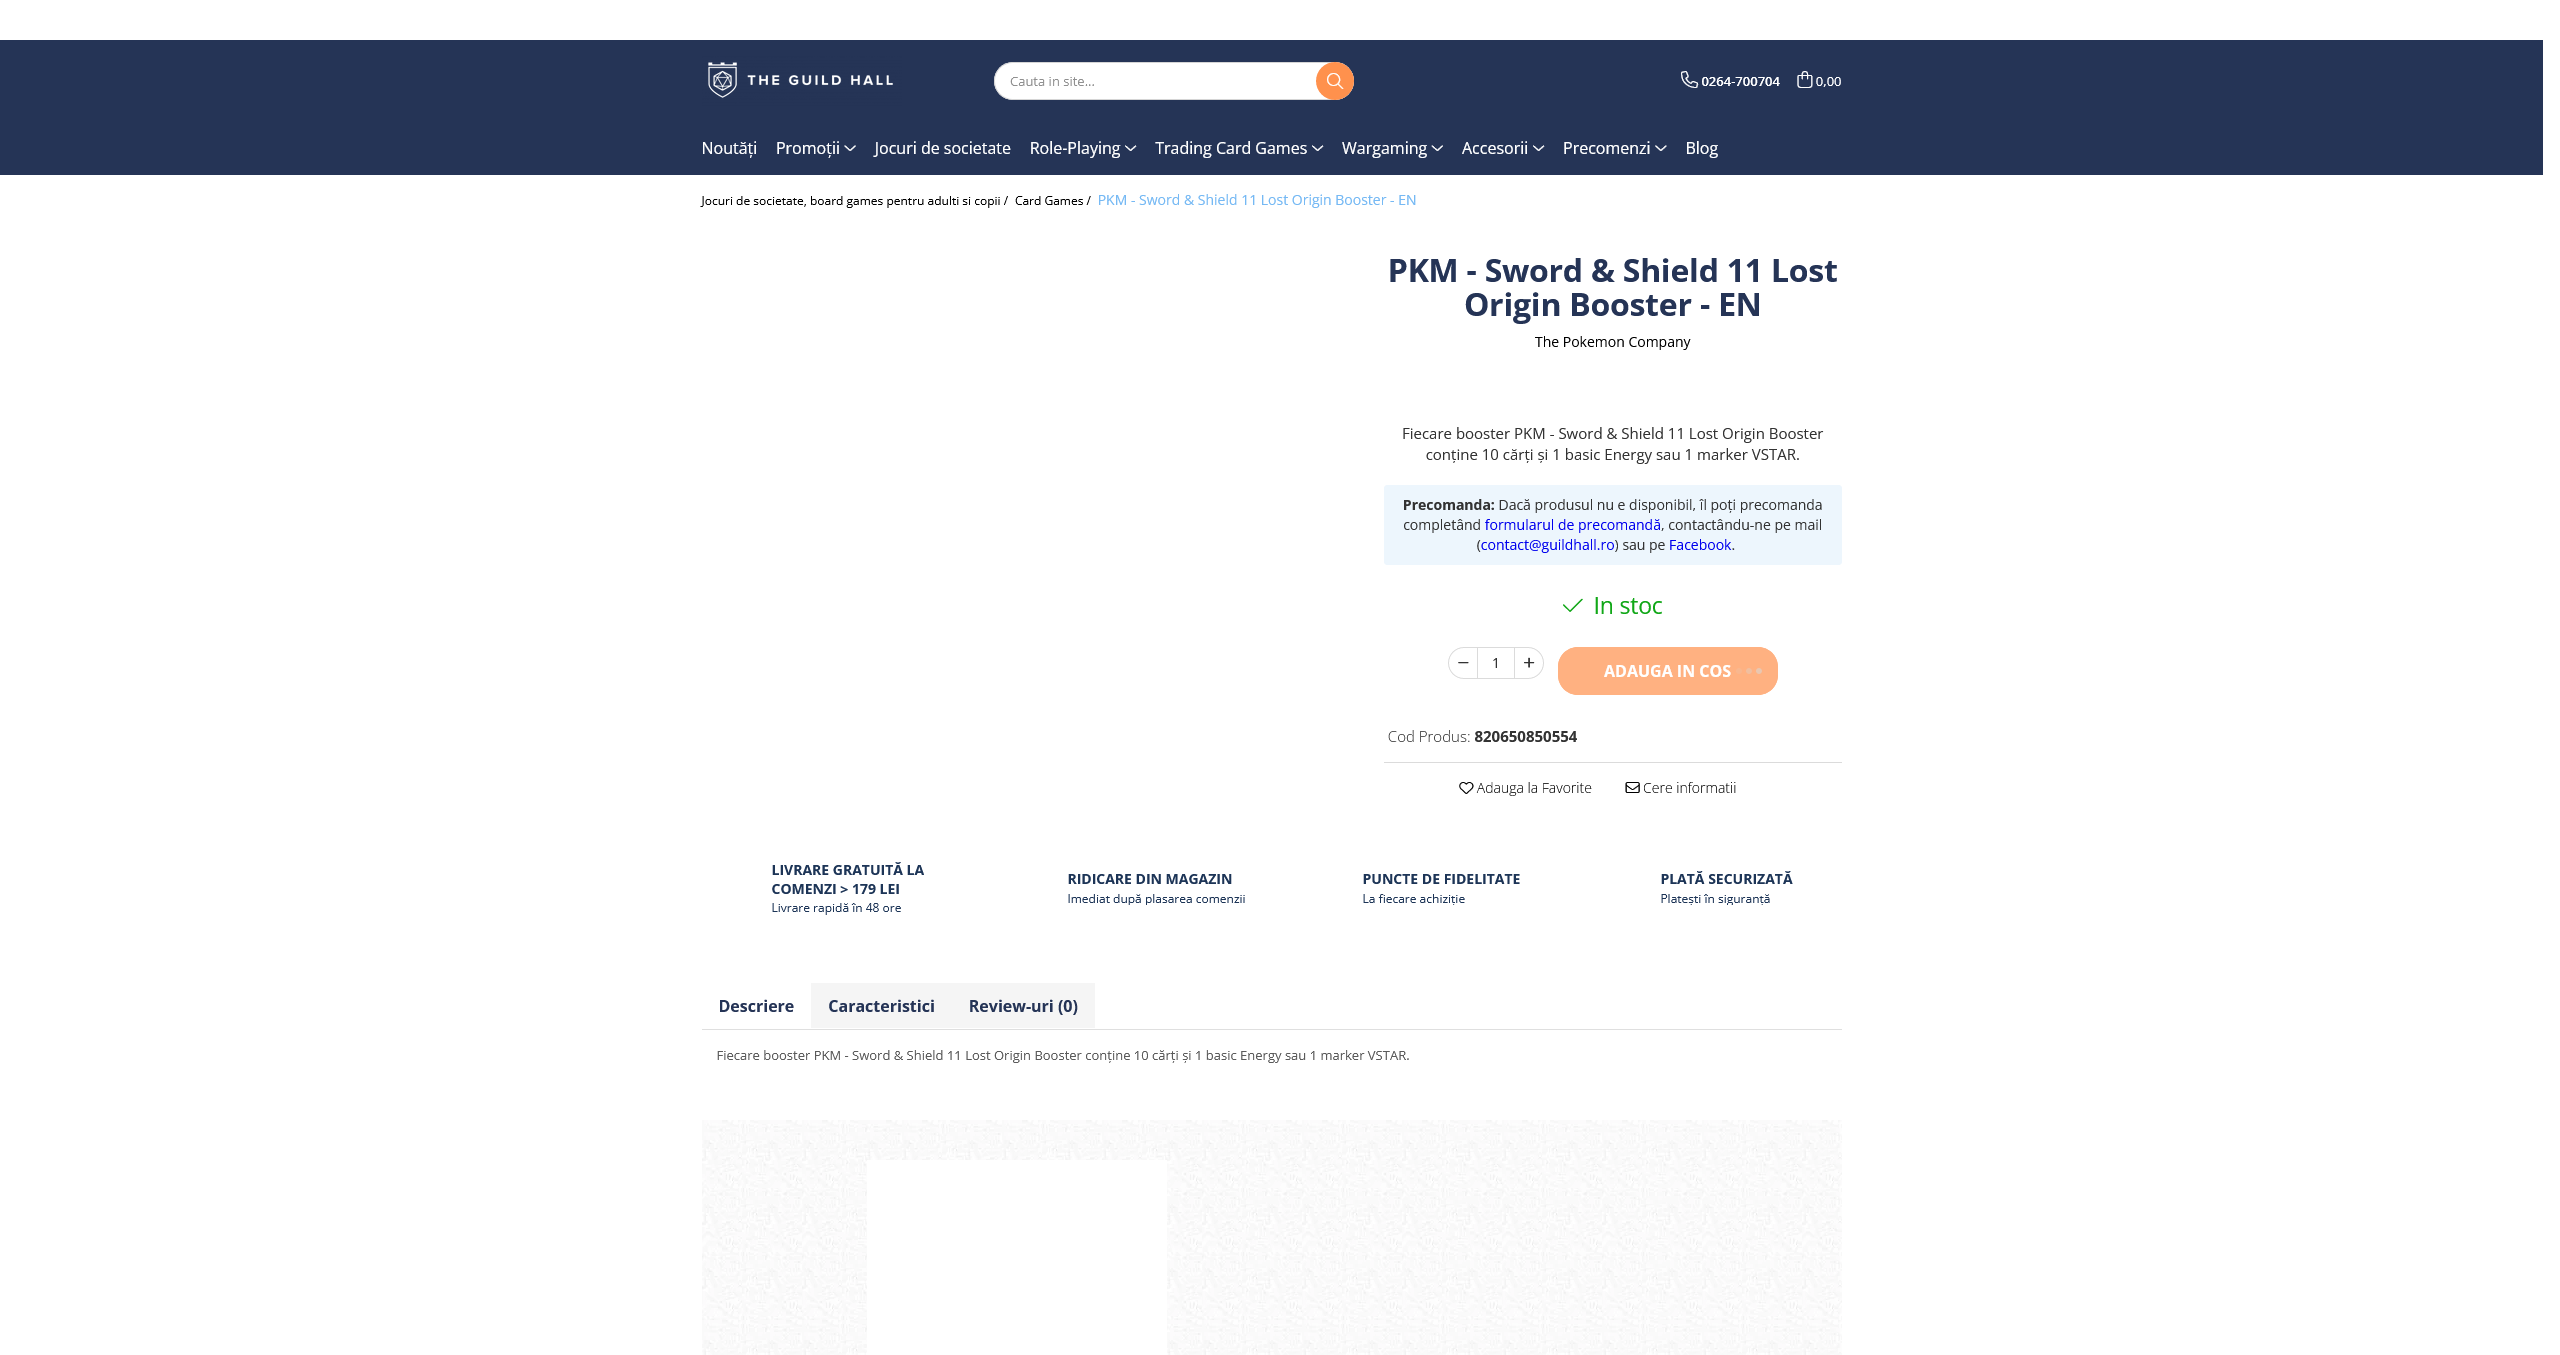 THE GUILD HALL
Cauta in site...
0264-700704
0,00
Noutăți Promoții Jocuri de societate Role-Playing Trading Card Games Wargaming Accesorii Precomenzi Blog
Jocuri de societate, board games pentru adulti si copii / Card Games / PKM - Sword & Shield 11 Lost Origin Booster - EN
PKM - Sword & Shield 11 Lost
Origin Booster - EN
The Pokemon Company
Fiecare booster PKM - Sword & Shield 11 Lost Origin Booster
conține 10 cărți și 1 basic Energy sau 1 marker VSTAR.
Precomanda: Dacă produsul nu e disponibil, îl poți precomanda
completând formularul de precomandă, contactându-ne pe mail
(contact@guildhall.ro) sau pe Facebook.
In stoc
1
ADAUGA IN COS
Cod Produs: 820650850554
Adauga la Favorite Cere informatii
LIVRARE GRATUITĂ LA
COMENZI > 179 LEI
Livrare rapidă în 48 ore
RIDICARE DIN MAGAZIN
Imediat după plasarea comenzii
PUNCTE DE FIDELITATE
La fiecare achiziție
PLATĂ SECURIZATĂ
Platești în siguranță
Descriere Caracteristici Review-uri (0)
Fiecare booster PKM - Sword & Shield 11 Lost Origin Booster conține 10 cărți și 1 basic Energy sau 1 marker VSTAR.